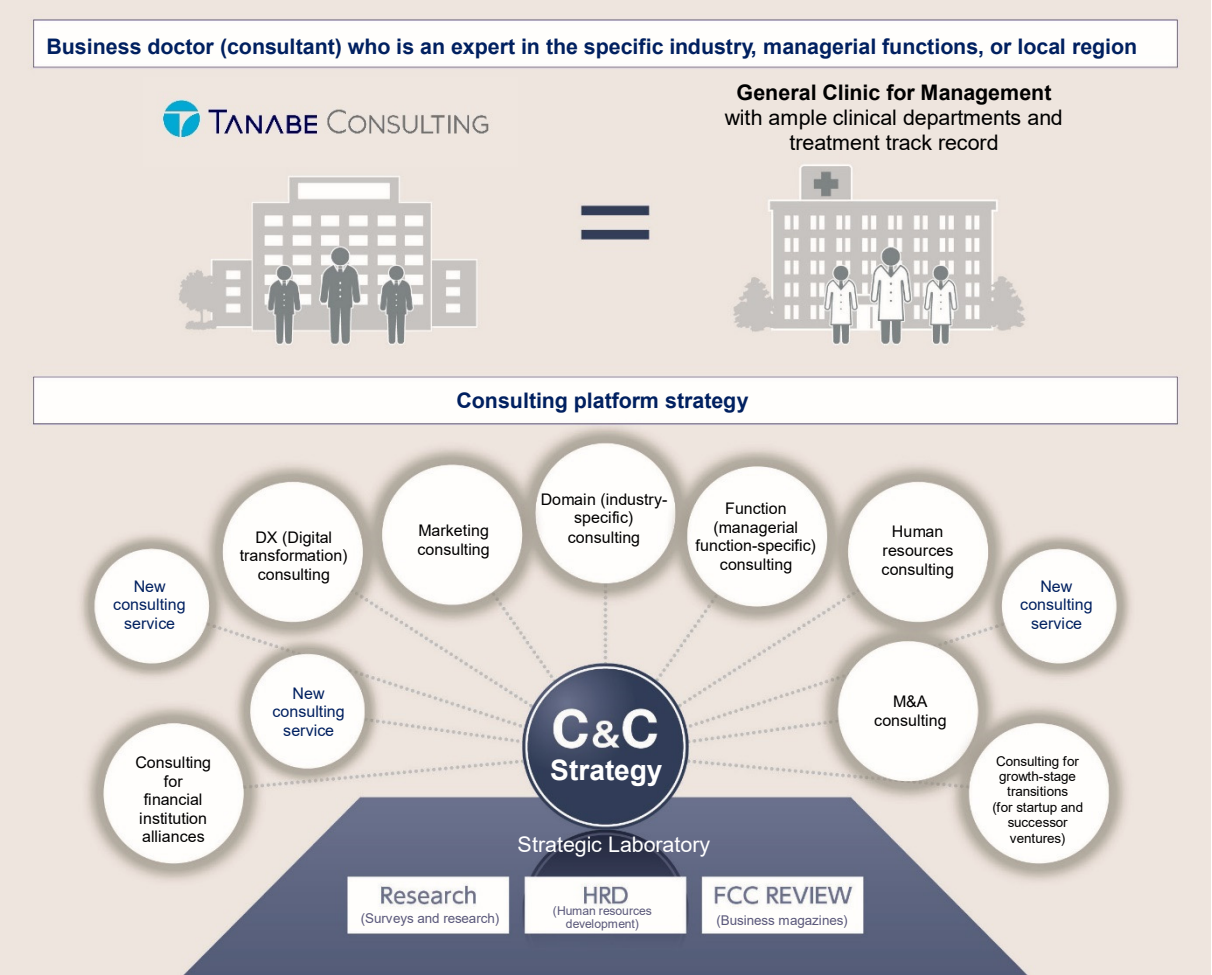 Business doctor (consultant) who is an expert in the specific industry, managerial functions, or local region
TANABE CONSULTING
General Clinic for Management
with ample clinical departments and
treatment track record
=
Consulting platform strategy
New
consulting
service
DX (Digital
transformation)
consulting
Marketing
consulting
Domain (industry-
specific)
consulting
Function
(managerial
function-specific)
consulting
Human
resources
consulting
New
consulting
service
New
consulting
service
M&A
consulting
Consulting
for
financial
institution
alliances
C&C
Strategy
Consulting for
growth-stage
transitions
(for startup and
successor
ventures)
Strategic Laboratory
Research
(Surveys and research)
HRD
(Human resources
development)
FCC REVIEW
(Business magazines)